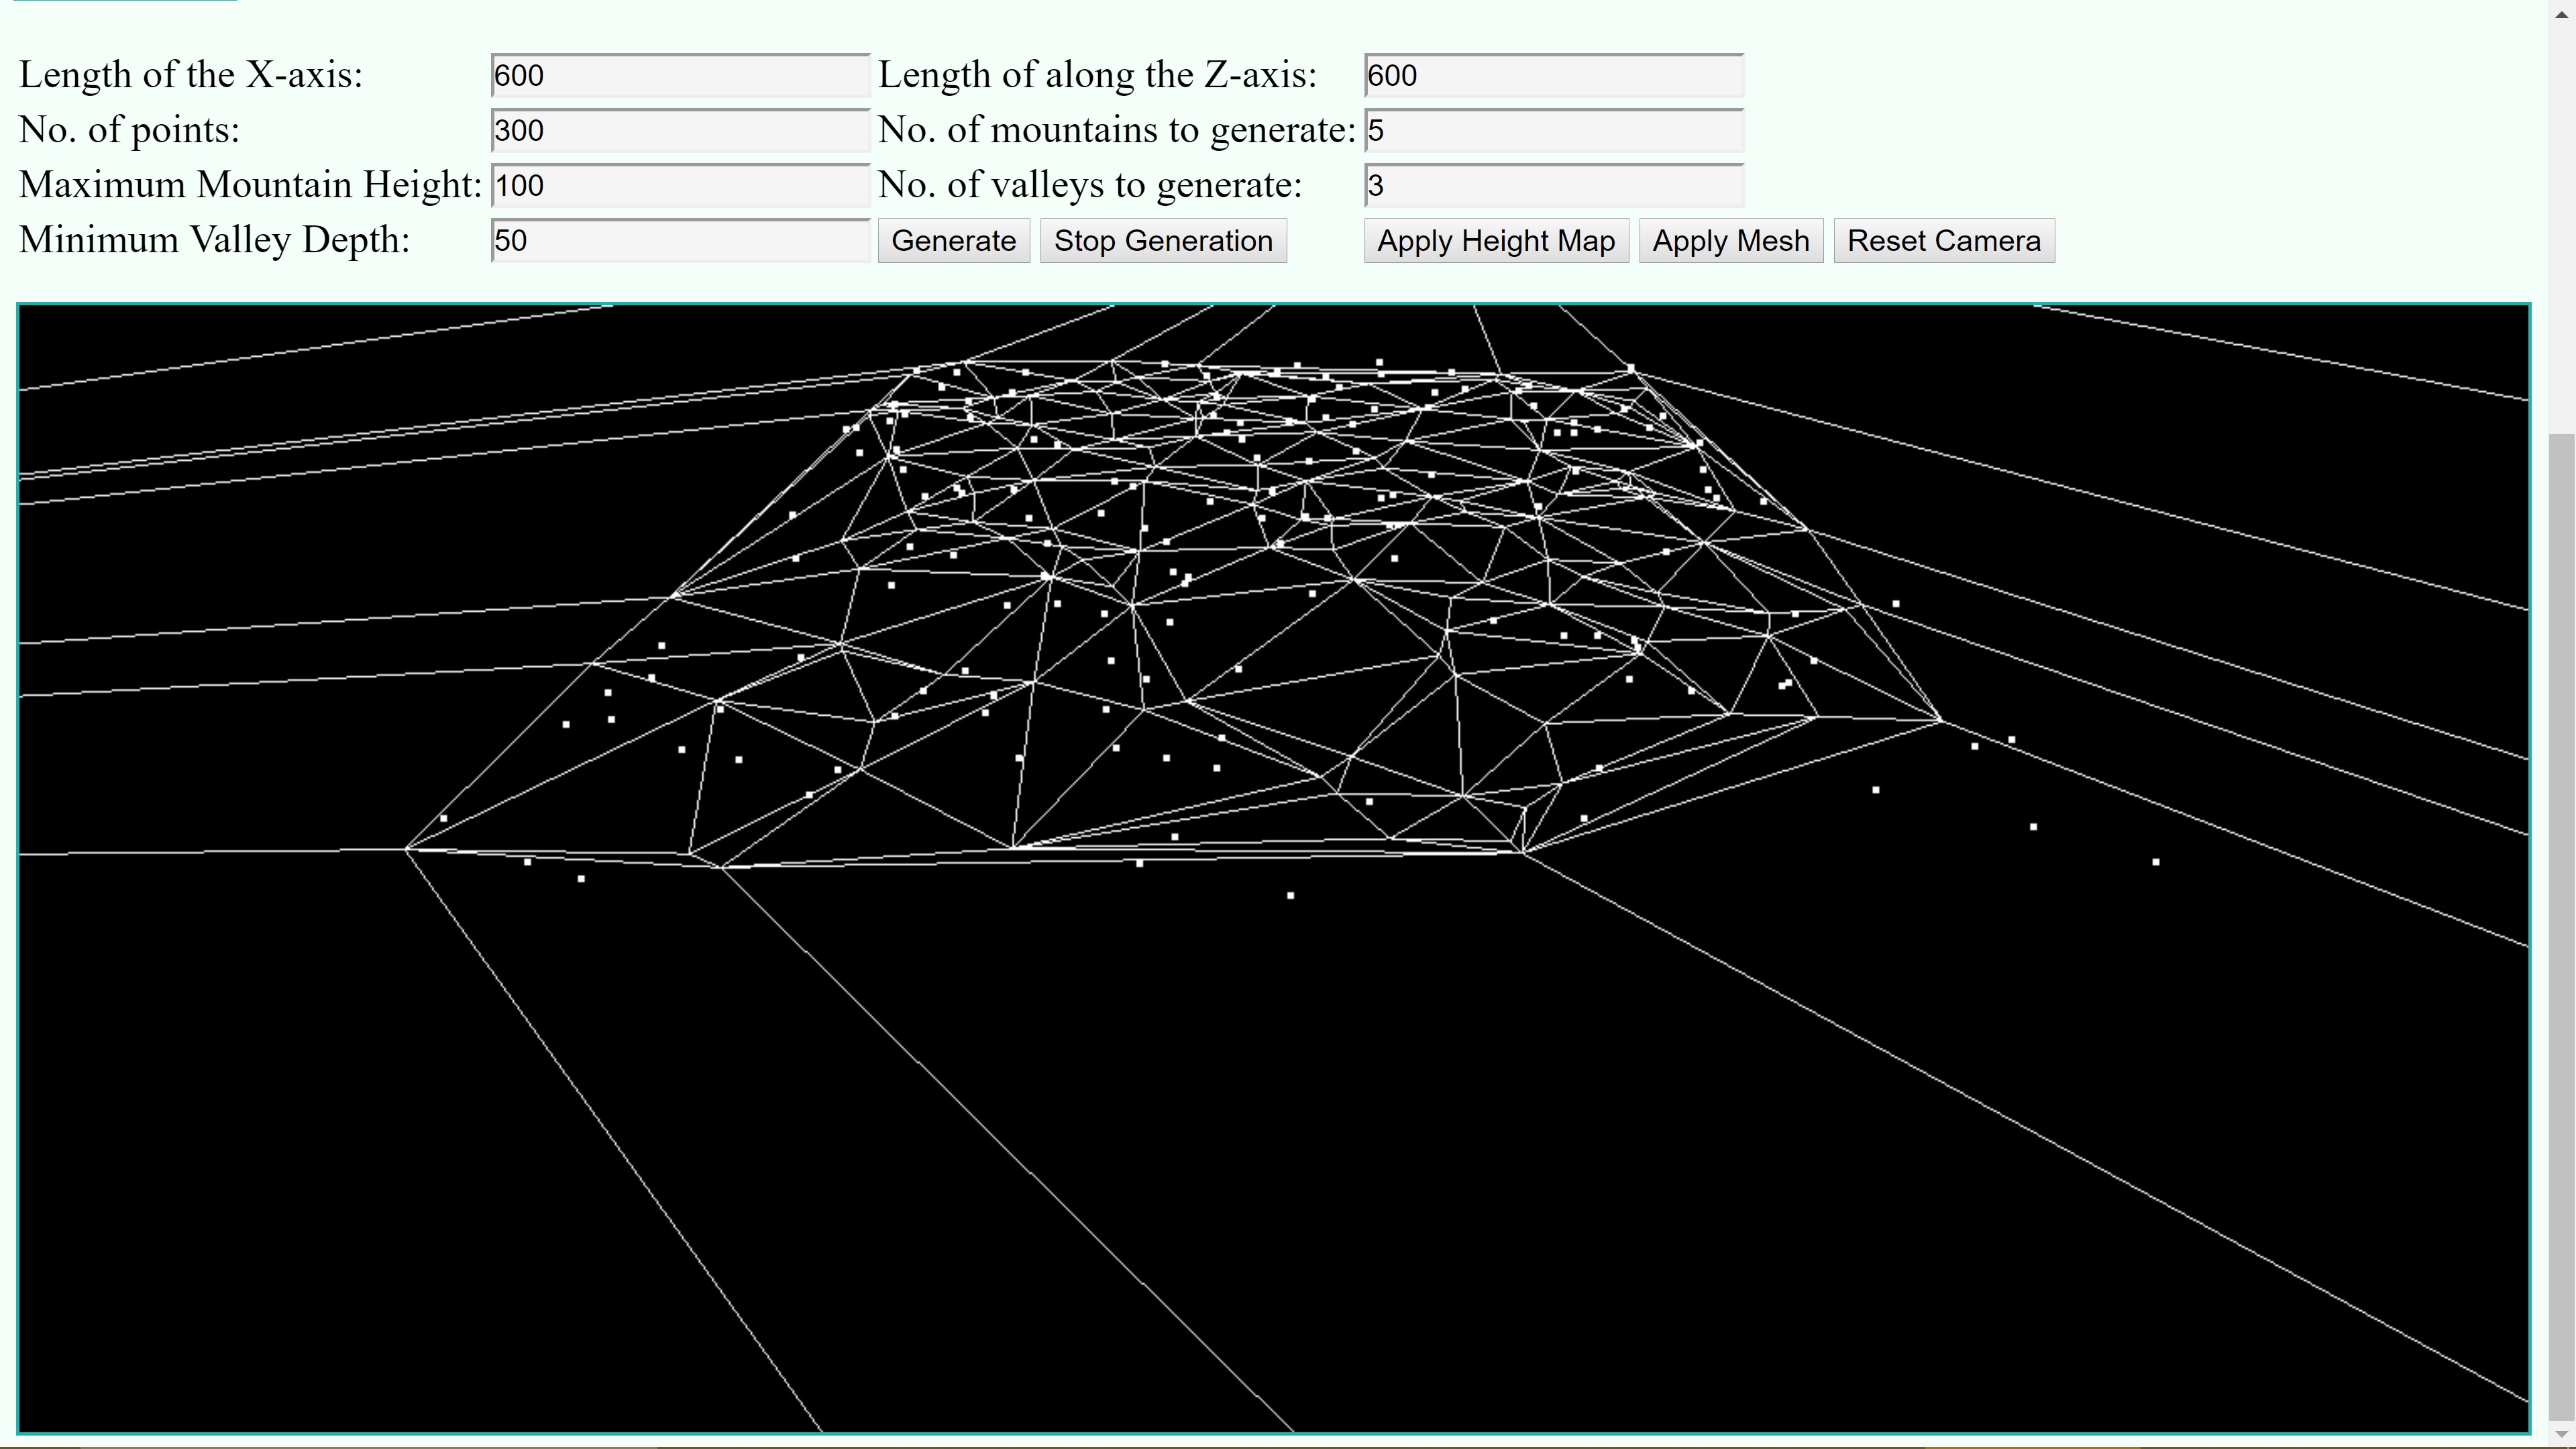 Length of the X-axis: 600 Length of along the Z-axis: 600
No. of points: 300 No. of mountains to generate: 5
Maximum Mountain Height: 100 No. of valleys to generate: 3
Minimum Valley Depth: 50 Generate Stop Generation Apply Height Map Apply Mesh Reset Camera